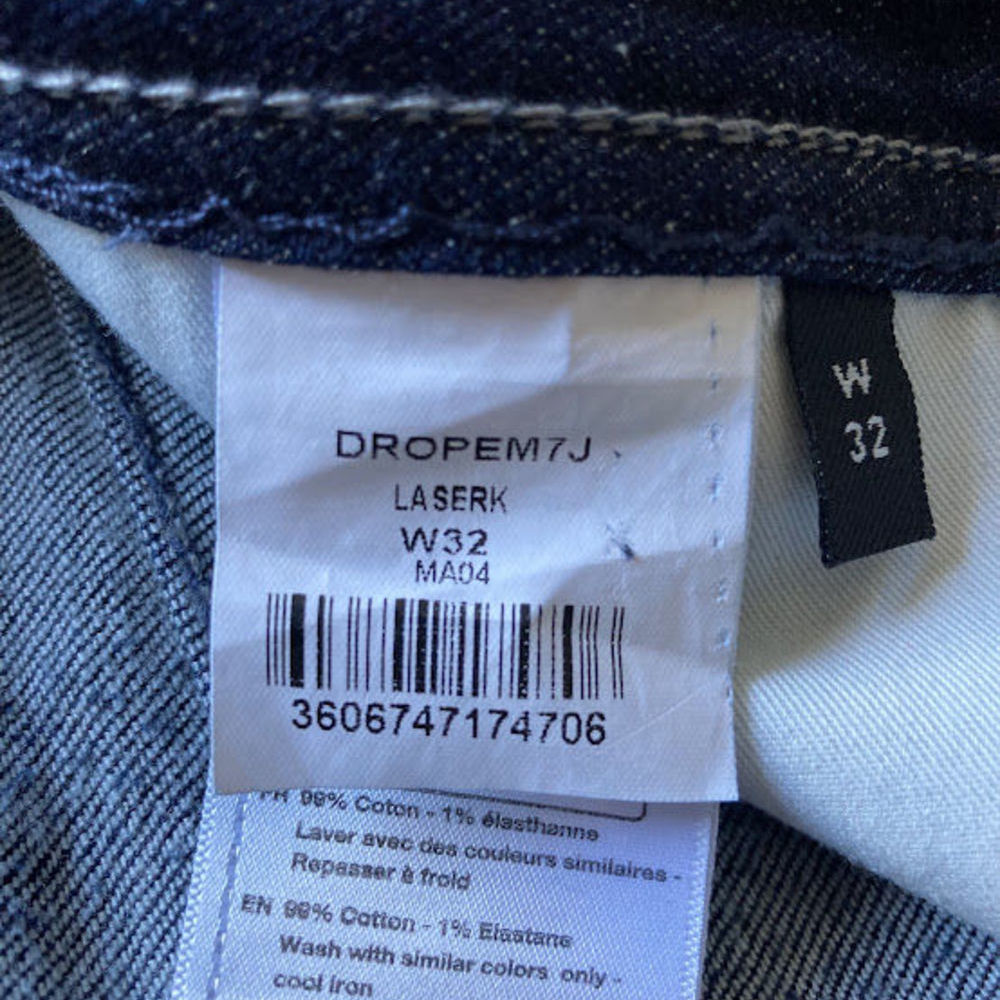 DROPEM7J
LASERK
W32
MA04
3606747174706
W
32
FR 99% Coton - 1% élasthanne
Laver avec des couleurs similaires -
Repasser à froid
EN 99% Cotton - 1% Elastane
Wash with similar colors only -
cool iron